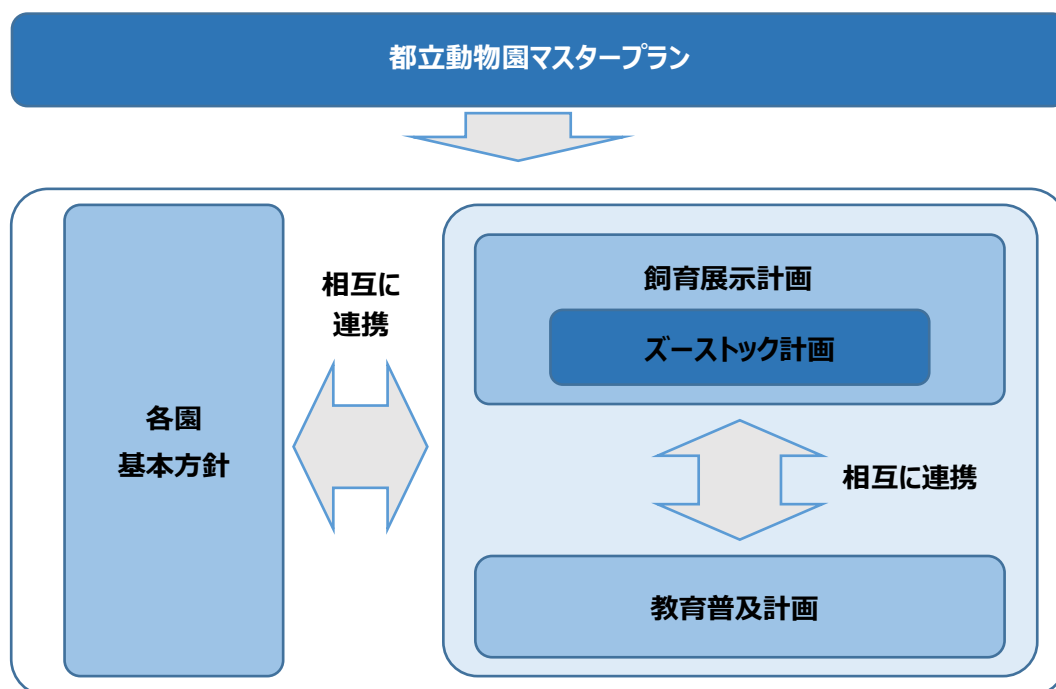 都立動物園マスタープラン
相互に
連携
各園
基本方針
飼育展示計画
ズーストック計画
相互に連携
教育普及計画